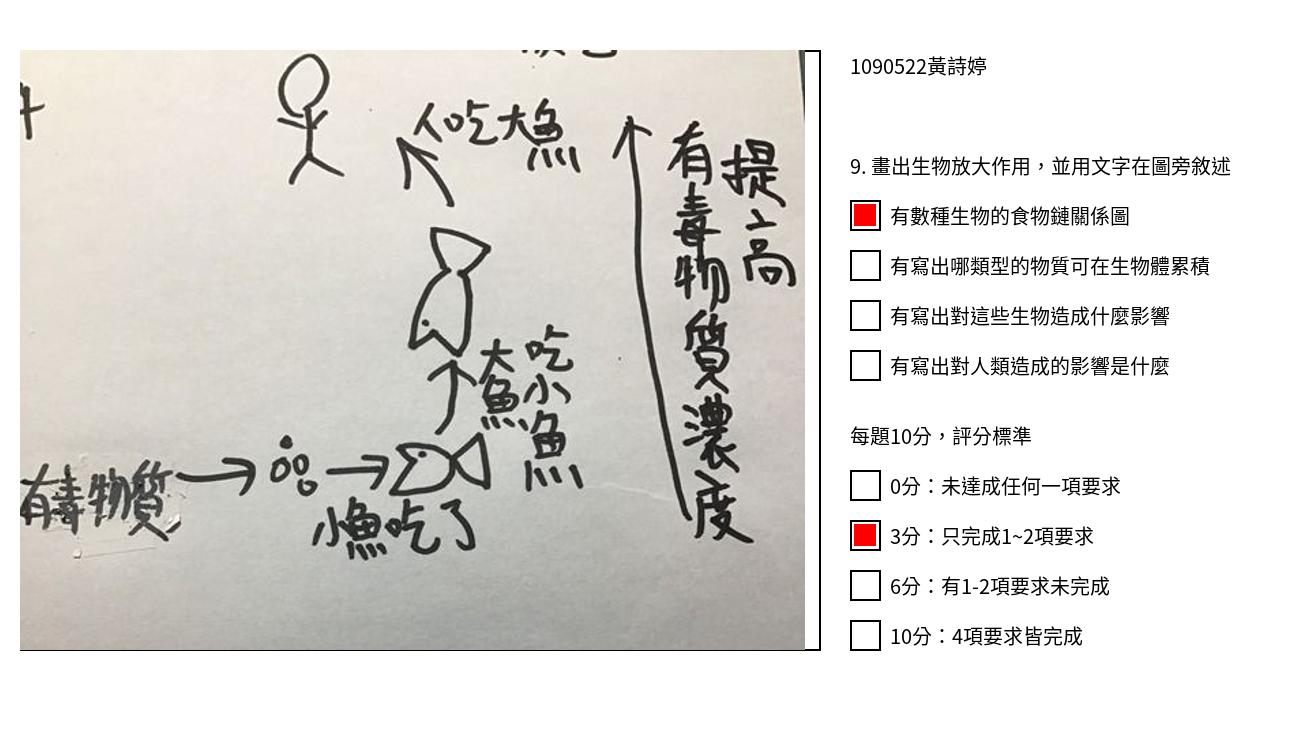 人吃大魚
有毒物質濃度
提高
大魚
吃小魚
有毒物質
小魚吃了
1090522黃詩婷
9. 畫出生物放大作用，並用文字在圖旁敘述
有數種生物的食物鏈關係圖
有寫出哪類型的物質可在生物體累積
有寫出對這些生物造成什麼影響
有寫出對人類造成的影響是什麼
每題10分，評分標準
0分：未達成任何一項要求
3分：只完成1~2項要求
6分：有1-2項要求未完成
10分：4項要求皆完成